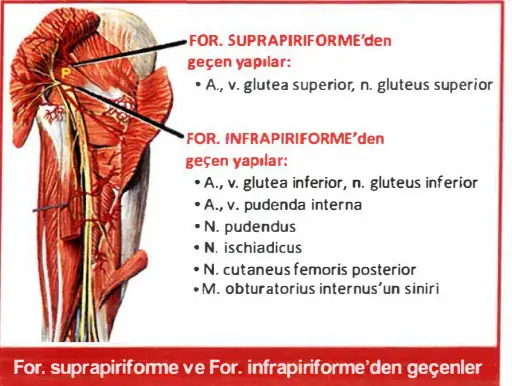 FOR. SUPRAPIRIFORME'den
geçen yapılar:
• A., v. glutea superior, n. gluteus superior
P
FOR. INFRAPIRIFORME'den
geçen yapılar:
• A., v. glutea inferior, n. gluteus inferior
• A., v. pudenda interna
• N. pudendus
• N. ischiadicus
• N. cutaneus femoris posterior
• M. obturatorius internus'un siniri
For. suprapiriforme ve For. infrapiriforme'den geçenler